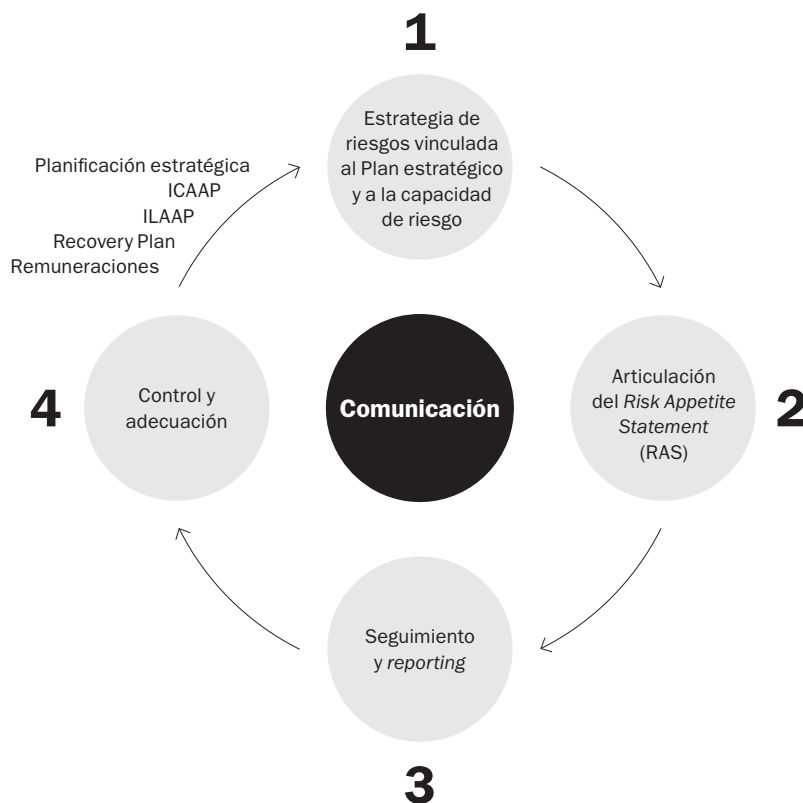 1
Estrategia de
riesgos vinculada
al Plan estratégico
y a la capacidad
de riesgo
Planificación estratégica
ICAAP
ILAAP
Recovery Plan
Remuneraciones
4
Control y
adecuación
Comunicación
Articulación
del Risk Appetite
Statement
(RAS)
2
Seguimiento
y reporting
3